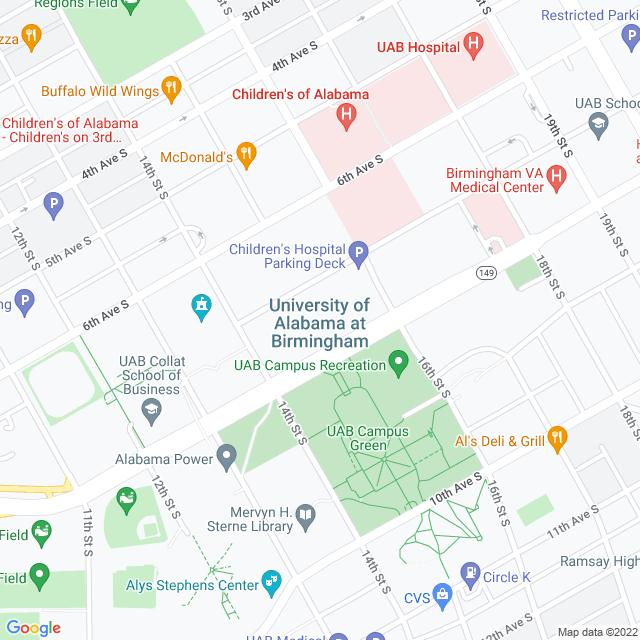 Regions Field
3rd Ave S
Restricted Parki
zza
4th Ave S
UAB Hospital
Buffalo Wild Wings
Children's of Alabama
UAB Schoo
Children's of Alabama
- Children's on 3rd...
19th St S
McDonald's
6th Ave S
4th Ave S
14th St S
Birmingham VA
Medical Center
H
a
12th St S
5th Ave S
19th St S
Children's Hospital
Parking Deck
149
18th St S
ng
6th Ave S
University of
Alabama at
Birmingham
UAB Collat
School of
Business
UAB Campus Recreation
16th St S
14th St S
18th St S
UAB Campus
Green
Al's Deli & Grill
Alabama Power
12th St S
10th Ave S
16th St S
11th St S
Mervyn H.
Sterne Library
11th Ave S
Field
14th St S
Ramsay High
Field
Alys Stephens Center
Circle K
CVS
12th Ave S
Google
UAB Medical
Map data ©2022